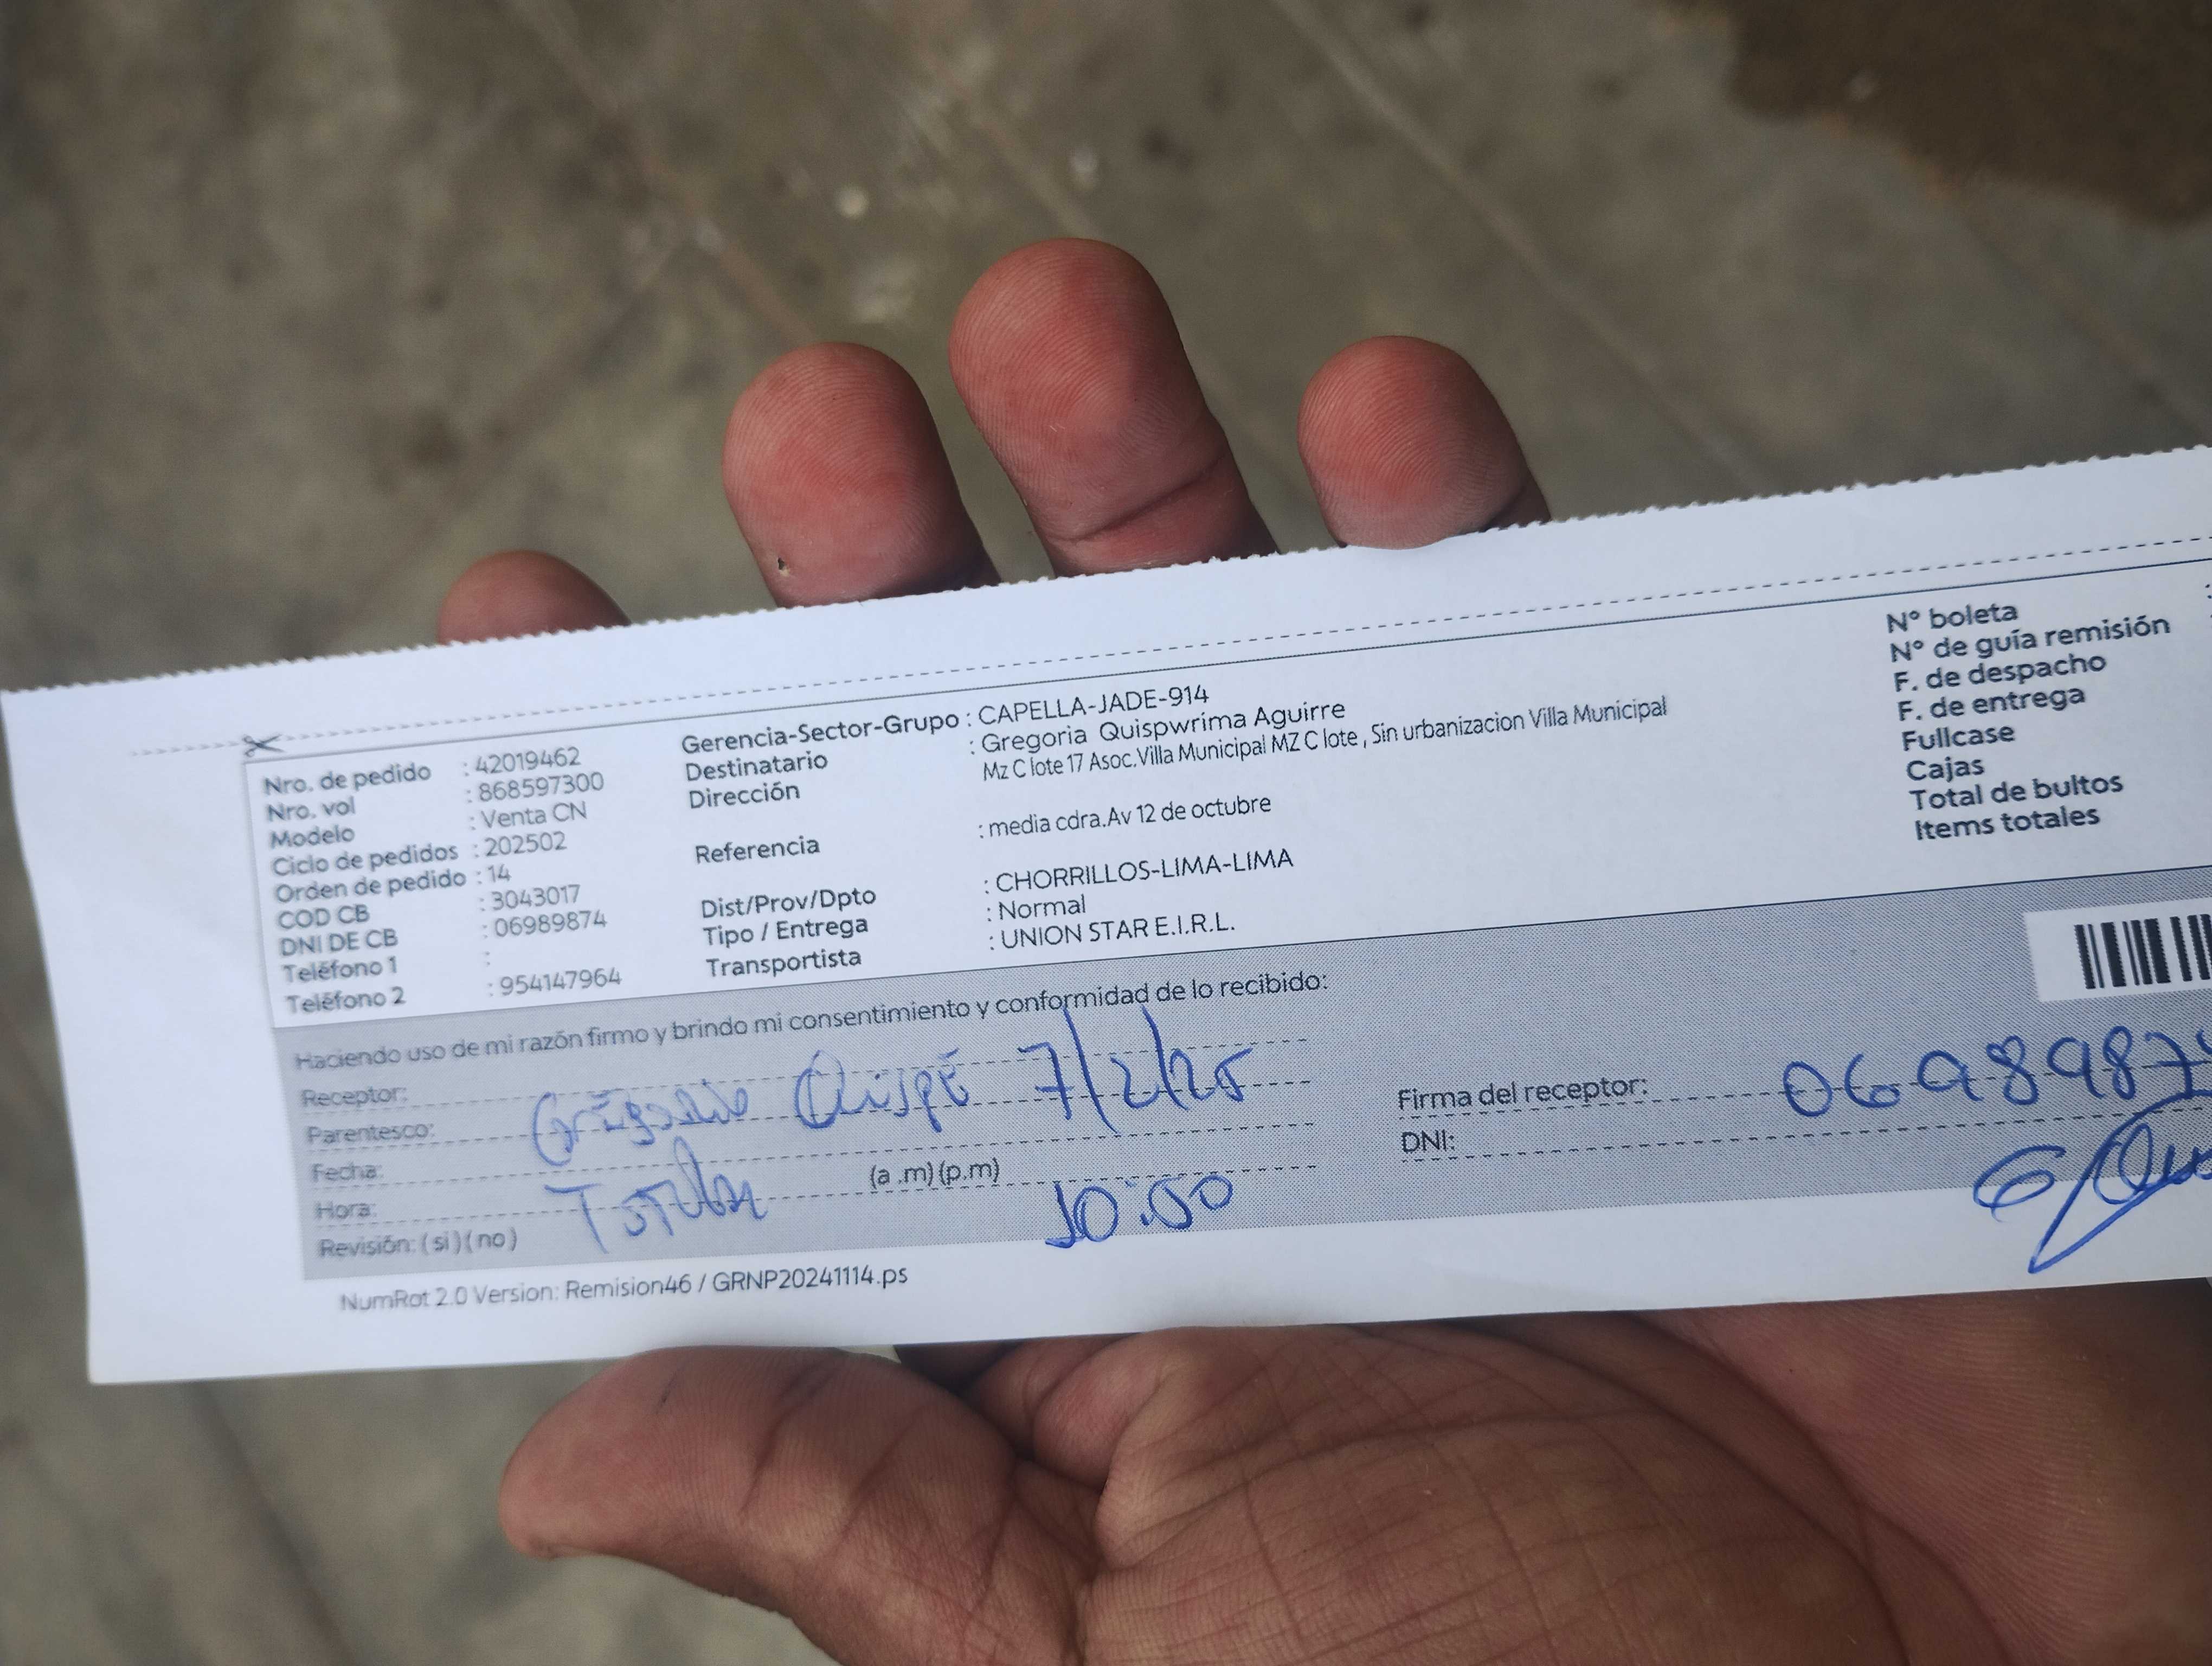 Nro. de pedido : 42019462
Nro. vol : 868597300
Modelo : Venta CN
Ciclo de pedidos : 202502
Orden de pedido : 14
COD CB : 3043017
DNI DE CB : 06989874
Teléfono 1 :
Teléfono 2 : 954147964
Gerencia-Sector-Grupo : CAPELLA-JADE-914
Destinatario : Gregoria Quispwrima Aguirre
Dirección Mz C lote 17 Asoc.Villa Municipal MZ C lote , Sin urbanizacion Villa Municipal
Referencia : media cdra.Av 12 de octubre
Dist/Prov/Dpto : CHORRILLOS-LIMA-LIMA
Tipo / Entrega : Normal
Transportista : UNION STAR E.I.R.L.
N° boleta
N° de guía remisión
F. de despacho
F. de entrega
Fullcase
Cajas
Total de bultos
Items totales
Haciendo uso de mi razón firmo y brindo mi consentimiento y conformidad de lo recibido:
Receptor:
Parentesco: Quispe 7/2/25
Fecha:
Hora: (a .m)(p.m)
Revisión: (si)(no) 10:50
Firma del receptor: 0698987
DNI:
NumRot 2.0 Version: Remision46 / GRNP20241114.ps